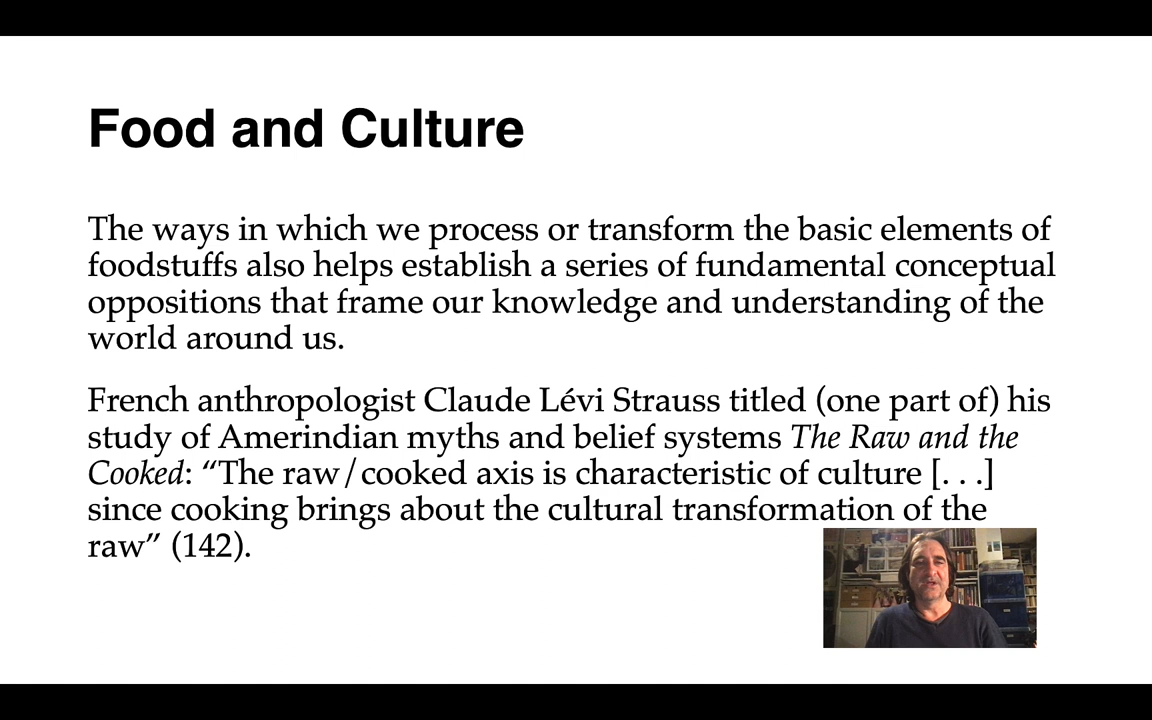 Food and Culture
The ways in which we process or transform the basic elements of
foodstuffs also helps establish a series of fundamental conceptual
oppositions that frame our knowledge and understanding of the
world around us.
French anthropologist Claude Lévi Strauss titled (one part of) his
study of Amerindian myths and belief systems The Raw and the
Cooked: “The raw/cooked axis is characteristic of culture [. . .]
since cooking brings about the cultural transformation of the
raw” (142).